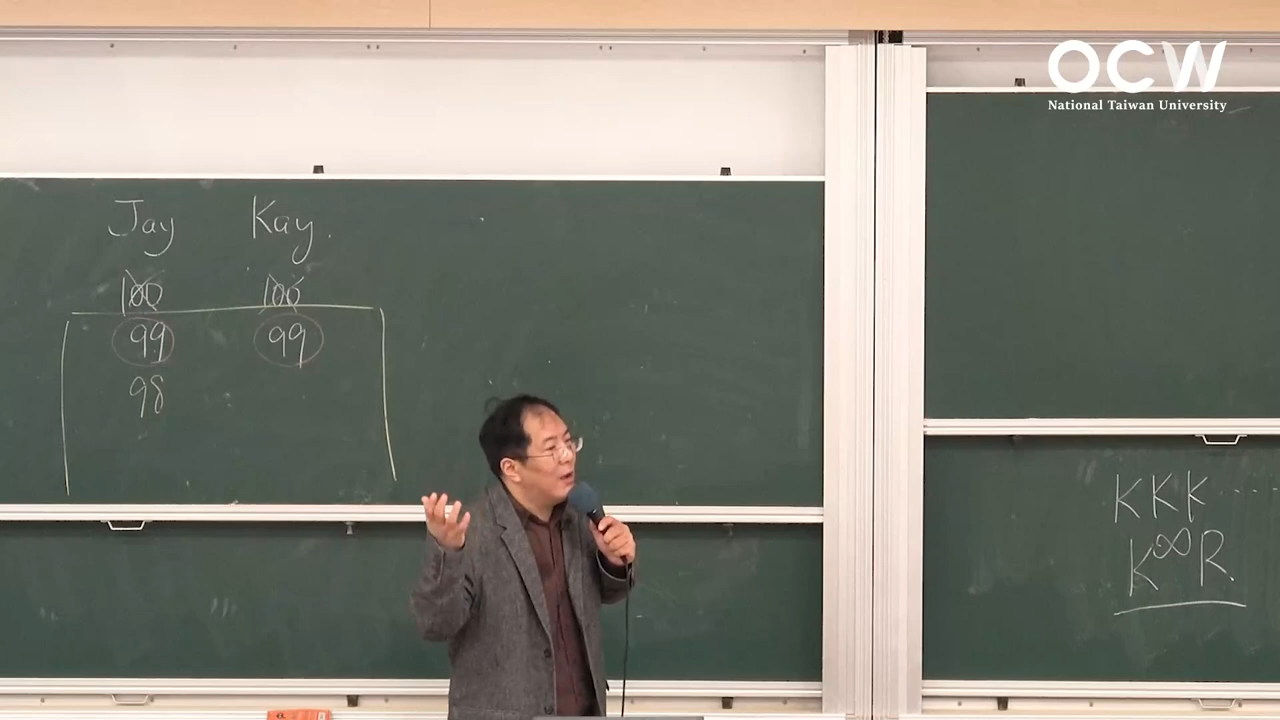 OCW
National Taiwan University
Jay Kay.
100 100
99 99
98
KKK ....
K∞R.